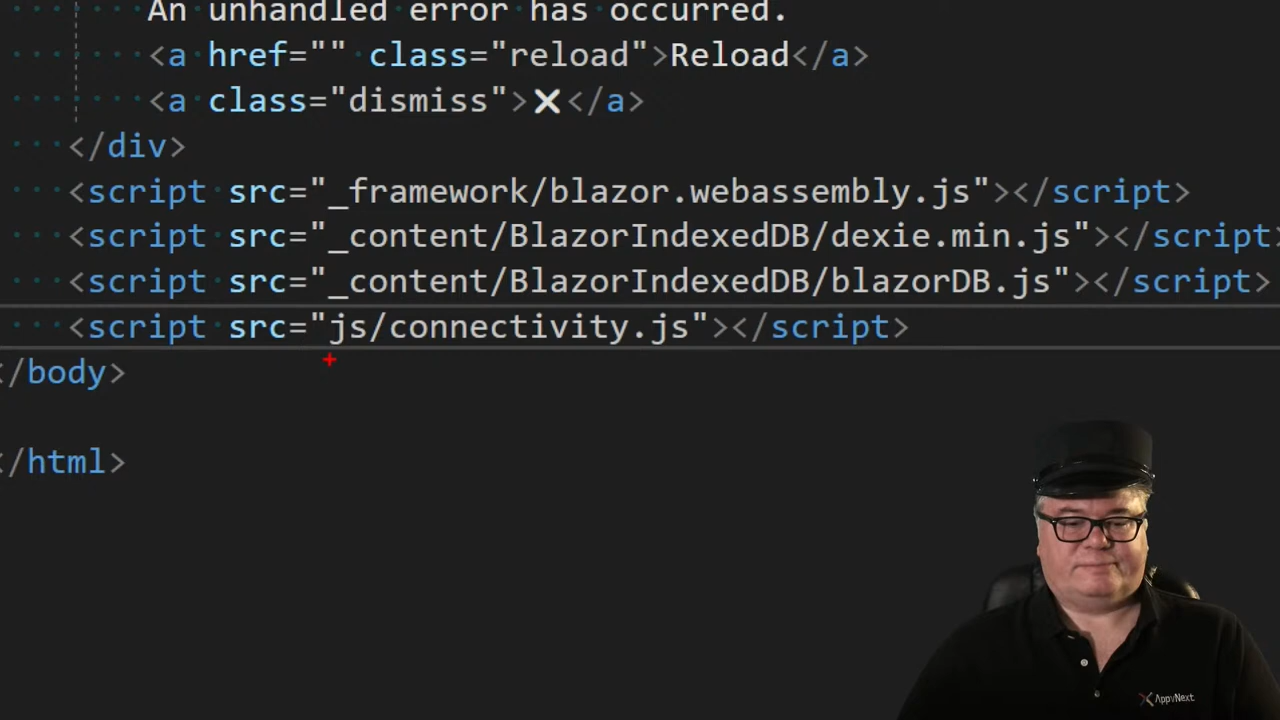 An unhandled error has occurred.
<a href="" class="reload">Reload</a>
<a class="dismiss">🗙</a>
</div>
<script src="_framework/blazor.webassembly.js"></script>
<script src="_content/BlazorIndexedDB/dexie.min.js"></script>
<script src="_content/BlazorIndexedDB/blazorDB.js"></script>
<script src="js/connectivity.js"></script>
</body>
</html>
AppvNext